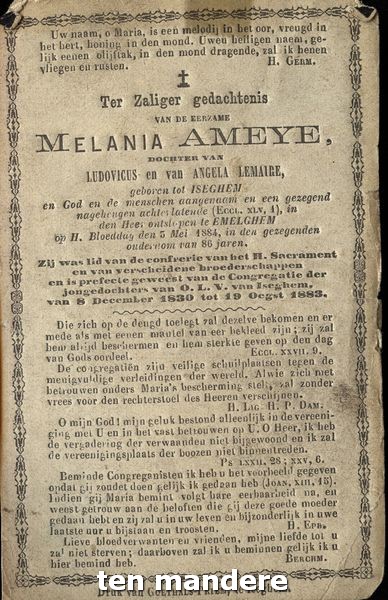 Uw naam, o Maria, is een melodij in het oor, vreugd in
het hert, honing in den mond. Uwen heiligen naam, ge-
lijk eenen olijftak, in den mond dragende, zal ik henen
vliegen en rusten. H. Germ.
Ter Zaliger gedachtenis
VAN DE EERZAME
MELANIA AMEYE,
DOCHTER VAN
LUDOVICUS en van ANGELA LEMAIRE,
geboren tot ISEGHEM
en God en de menschen aangenaam en een gezegend
nagehengen achterlatende (Eccl. XLV, 1), in
den Heer ontslapen te EMELGHEM
op H. Bloeddag den 5 Mei 1884, in den gezegenden
ouderdom van 86 jaren.
Zij was lid van de confrerie van het H. Sacrament
en van verscheidene broederschappen
en is prefecte geweest van de Congregatie der
jongedochters van O. L. V. van Iseghem,
van 8 December 1830 tot 19 Oegst 1883.
Die zich op de deugd toelegt zal dezelve bekomen en er
mede als met eenen mantel van eer bekleed zijn; zij zal
hem altijd beschermen en hem sterkte geven op den dag
van Gods oordeel. Eccl. XXVII. 9.
De congregatiën zijn veilige schuilplaatsen tegen de
menigvuldige verleidingen der wereld. Alwie zich met
betrouwen onders Maria's bescherming stelt, zal zonder
vrees voor den rechterstoel des Heeren verschijnen.
H. Lig. H. P. Dam.
O mijn God! mijn geluk bestond alleenlijk in de vereeni-
ging met U en in het vast betrouwen op U. O Heer, ik heb
de vergadering der verwaanden niet bijgewoond en ik zal
de vereenigingsplaats der boozen niet binnentreden.
Ps. LXXII. 28; XXV, 6.
Beminde Congreganisten ik heb u het voorbeeld gegeven
ondat gij zondet doen gelijk ik gedaan heb (Joan, XIII, 15).
Indien gij Maria bemint volgt hare eerbaarheid na, en
weest getrouw aan de beloften die gij deze goede moeder
gedaan hebt en zij zal u in uw leven en bijzonderlijk in uwe
laatste uur bijstaan en troosten. H. Eph.
Lieve bloedverwanten en vrienden, mijne liefde tot u
zal niet sterven; daarboven zal ik u beminnen gelijk ik u
hier bemind heb. Berchm.
ten mandere
Druk van